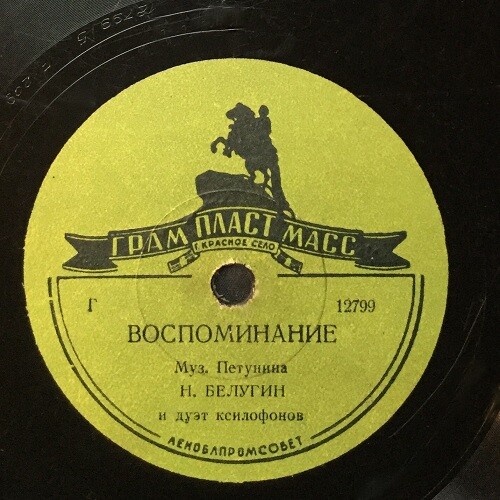 ГРАМ ПЛАСТ МАСС
Г. КРАСНОЕ СЕЛО
Г 12799
ВОСПОМИНАНИЕ
Муз. Петунина
Н. БЕЛУГИН
и дуэт ксилофонов
ЛЕНОБЛПРОМСОВЕТ